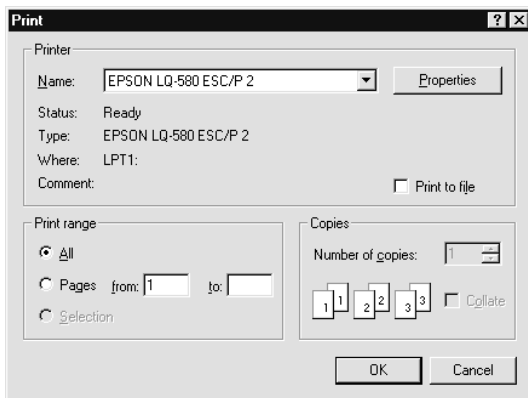 Print
Printer
Name: EPSON LQ-580 ESC/P 2 Properties
Status: Ready
Type: EPSON LQ-580 ESC/P 2
Where: LPT1:
Comment: Print to file
Print range
All
Pages from: 1 to:
Selection
Copies
Number of copies: 1
1 1 2 2 3 3 Collate
OK Cancel